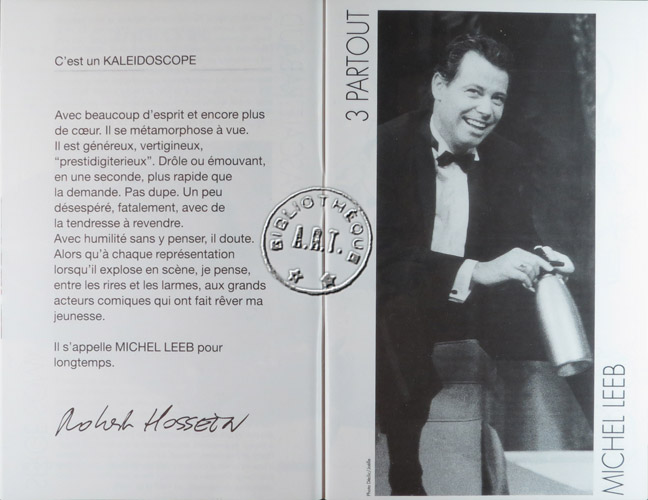 C'est un KALEIDOSCOPE
Avec beaucoup d'esprit et encore plus
de cœur. Il se métamorphose à vue.
Il est généreux, vertigineux,
“prestidigiterieux”. Drôle ou émouvant,
en une seconde, plus rapide que
la demande. Pas dupe. Un peu
désespéré, fatalement, avec de
la tendresse à revendre.
Avec humilité sans y penser, il doute.
Alors qu'à chaque représentation
lorsqu'il explose en scène, je pense,
entre les rires et les larmes, aux grands
acteurs comiques qui ont fait rêver ma
jeunesse.
Il s'appelle MICHEL LEEB pour
longtemps.
Robert HOSSEIN
BIBLIOTHÈQUE
A.R.T.
3 PARTOUT
MICHEL LEEB
Photo